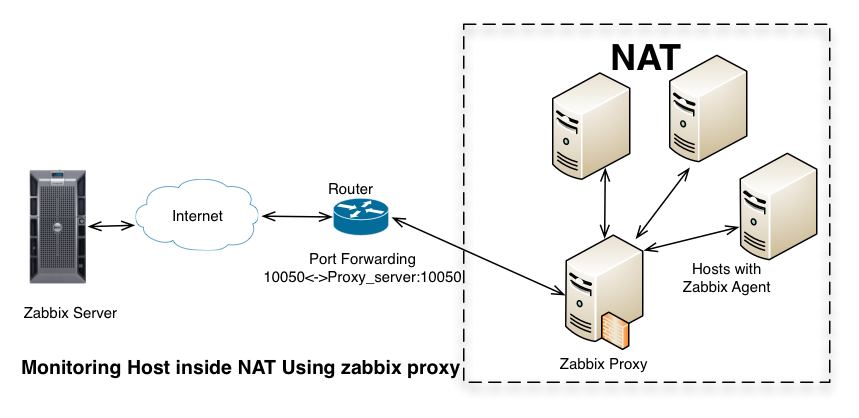 NAT
Router
Internet
Port Forwarding
10050<->Proxy_server:10050
Hosts with
Zabbix Agent
Zabbix Server
Zabbix Proxy
Monitoring Host inside NAT Using zabbix proxy